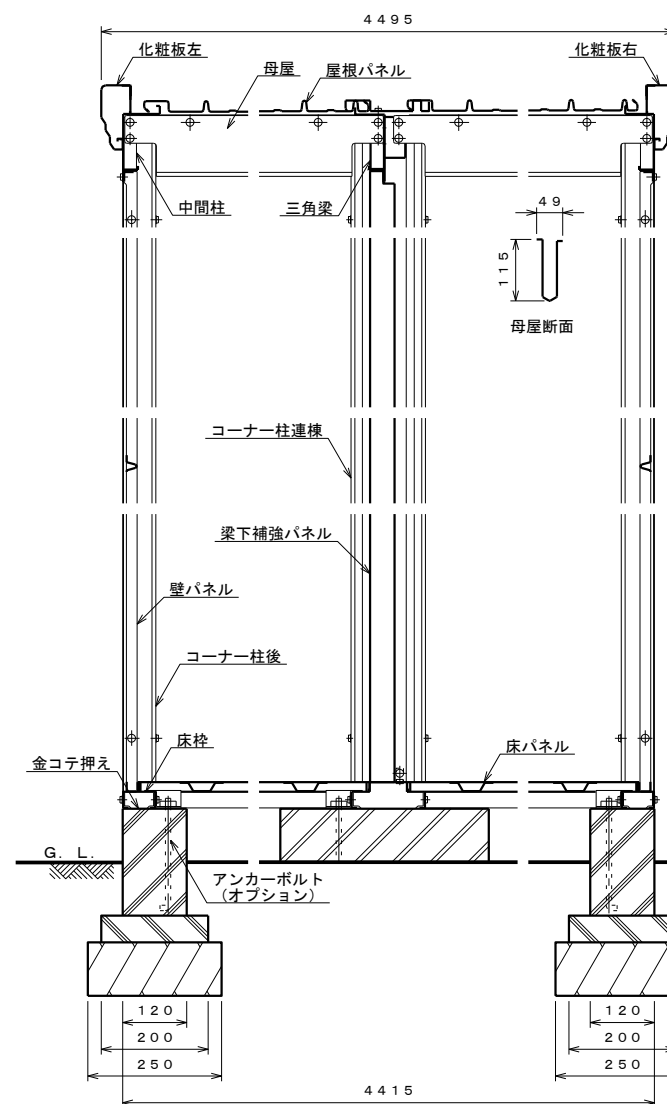 4495
化粧板左
化粧板右
母屋
屋根パネル
中間柱
三角梁
49
115
母屋断面
コーナー柱連棟
梁下補強パネル
壁パネル
コーナー柱後
床枠
金コテ押え
床パネル
G. L.
アンカーボルト
(オプション)
120
120
200
200
250
250
4415